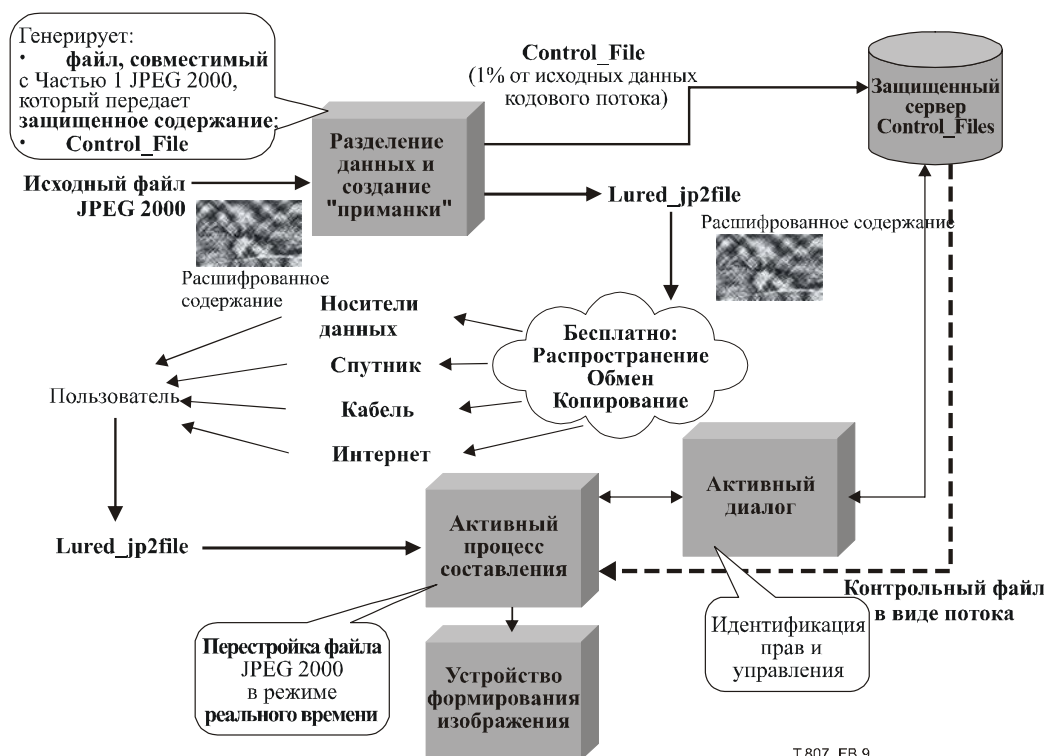 Генерирует:
· файл, совместимый
с Частью 1 JPEG 2000,
который передает
защищенное содержание;
· Control_File
Control_File
(1% от исходных данных
кодового потока)
Защищенный
сервер
Control_Files
Разделение
данных и
создание
"приманки"
Исходный файл
JPEG 2000
Lured_jp2file
Расшифрованное содержание
Расшифрованное
содержание
Носители
данных
Спутник
Кабель
Интернет
Бесплатно:
Распространение
Обмен
Копирование
Пользователь
Активный
диалог
Lured_jp2file
Активный
процесс
составления
Контрольный файл
в виде потока
Идентификация
прав и
управления
Перестройка файла
JPEG 2000
в режиме
реального времени
Устройство
формирования
изображения
T.807_FB.9